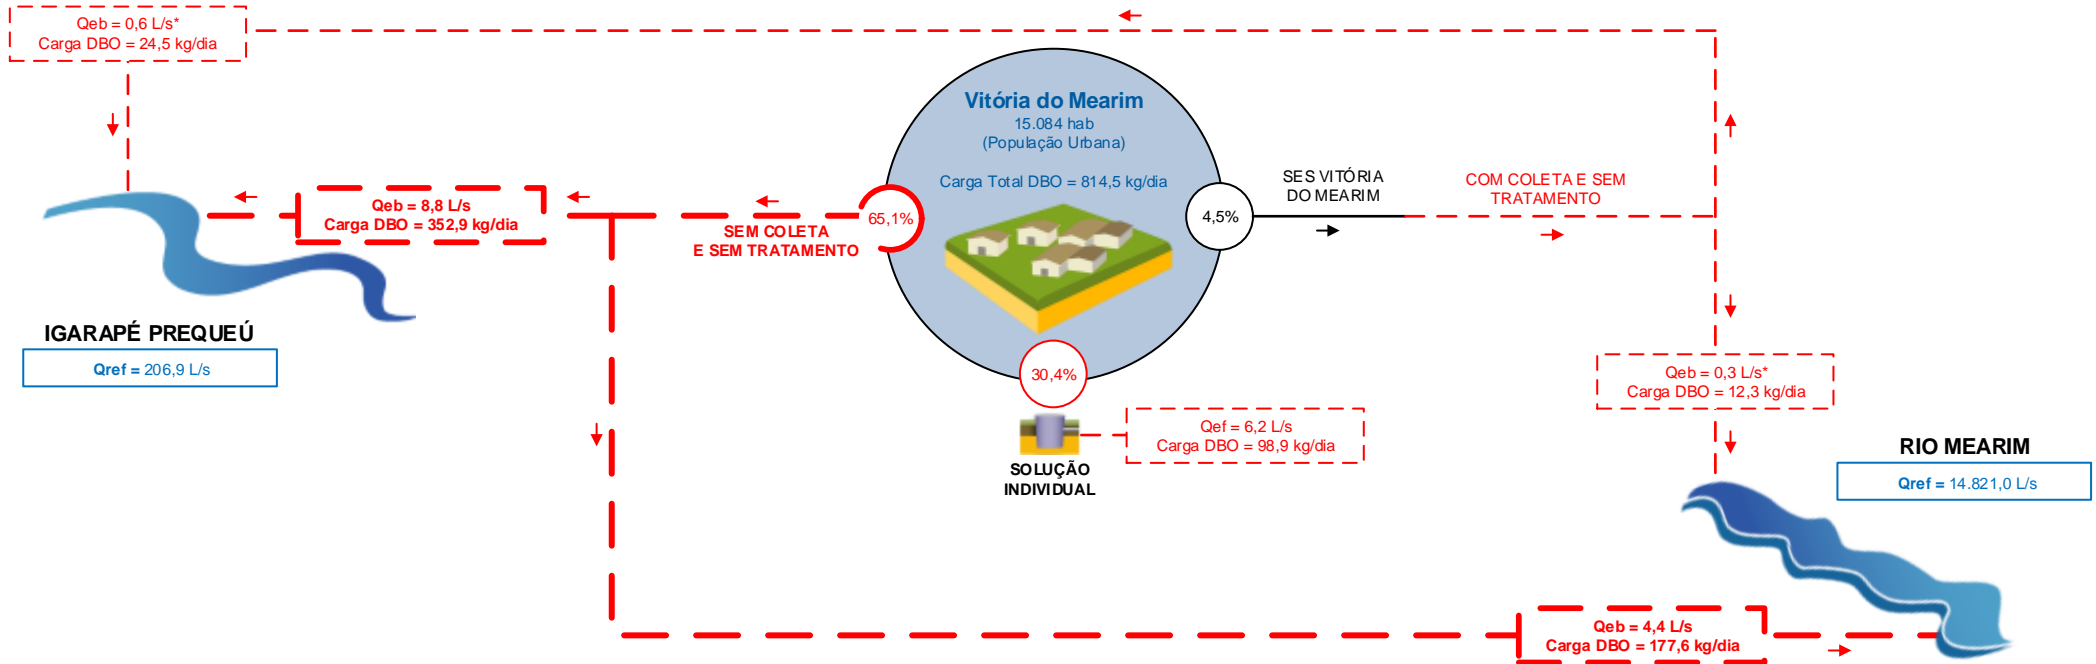 Qeb = 0,6 L/s*
Carga DBO = 24,5 kg/dia
Vitória do Mearim
15.084 hab
(População Urbana)
Carga Total DBO = 814,5 kg/dia
65,1%
4,5%
30,4%
SES VITÓRIA
DO MEARIM
COM COLETA E SEM
TRATAMENTO
Qeb = 8,8 L/s
Carga DBO = 352,9 kg/dia
SEM COLETA
E SEM TRATAMENTO
IGARAPÉ PREQUEÚ
Qref = 206,9 L/s
SOLUÇÃO
INDIVIDUAL
Qef = 6,2 L/s
Carga DBO = 98,9 kg/dia
Qeb = 0,3 L/s*
Carga DBO = 12,3 kg/dia
RIO MEARIM
Qref = 14.821,0 L/s
Qeb = 4,4 L/s
Carga DBO = 177,6 kg/dia